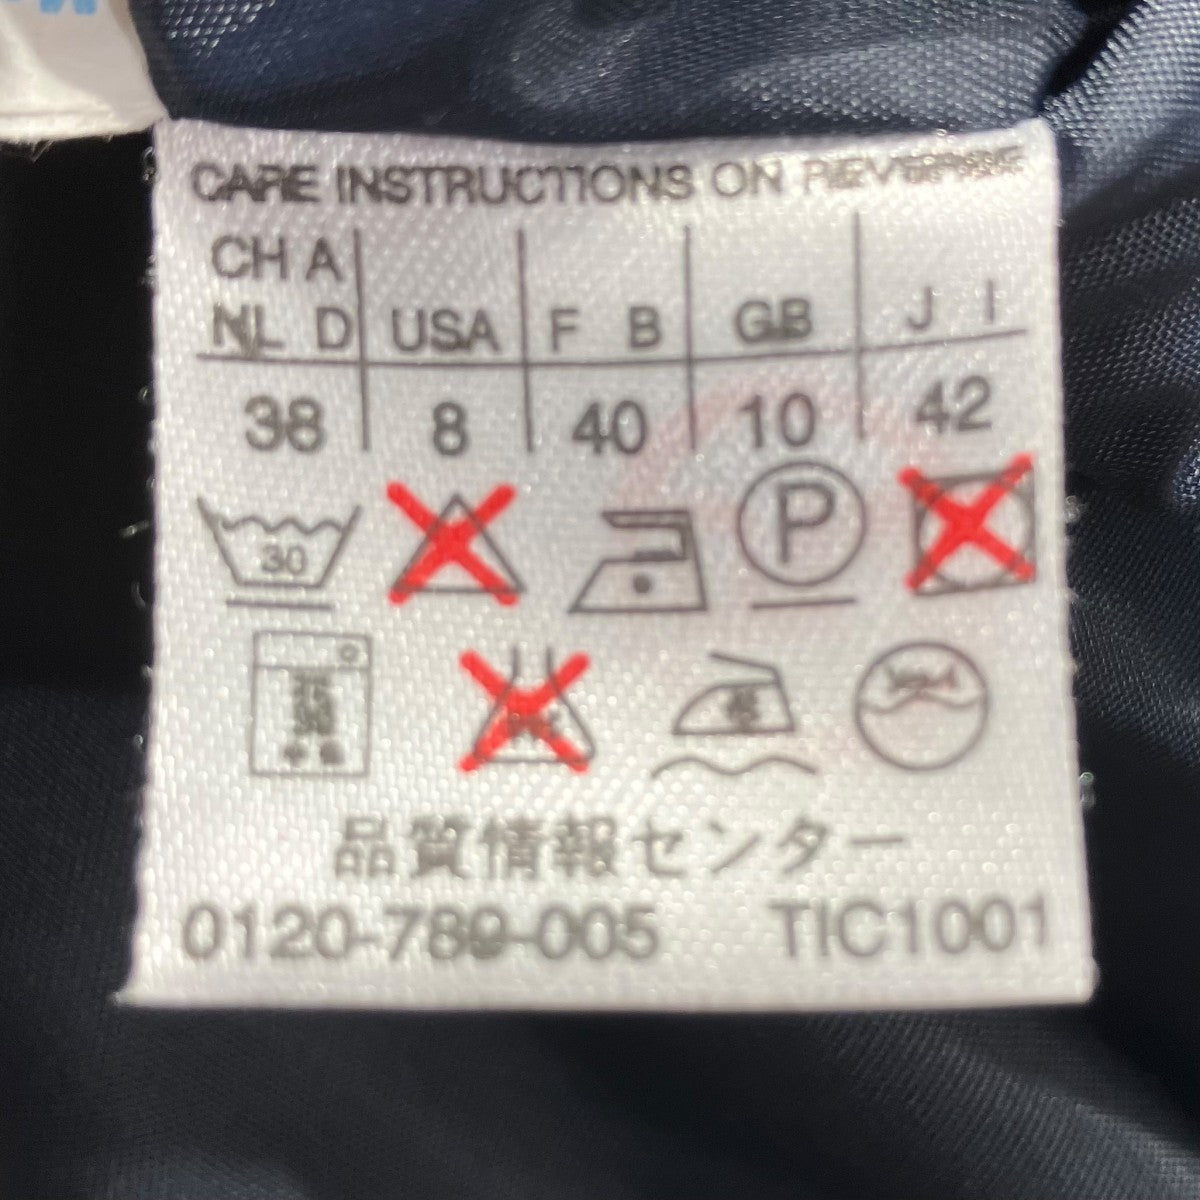 CARE INSTRUCTIONS ON REVERSE
CH A
NL D USA F B GB J I
38 8 40 10 42
30 P
品質情報センター
0120-789-005 TIC1001